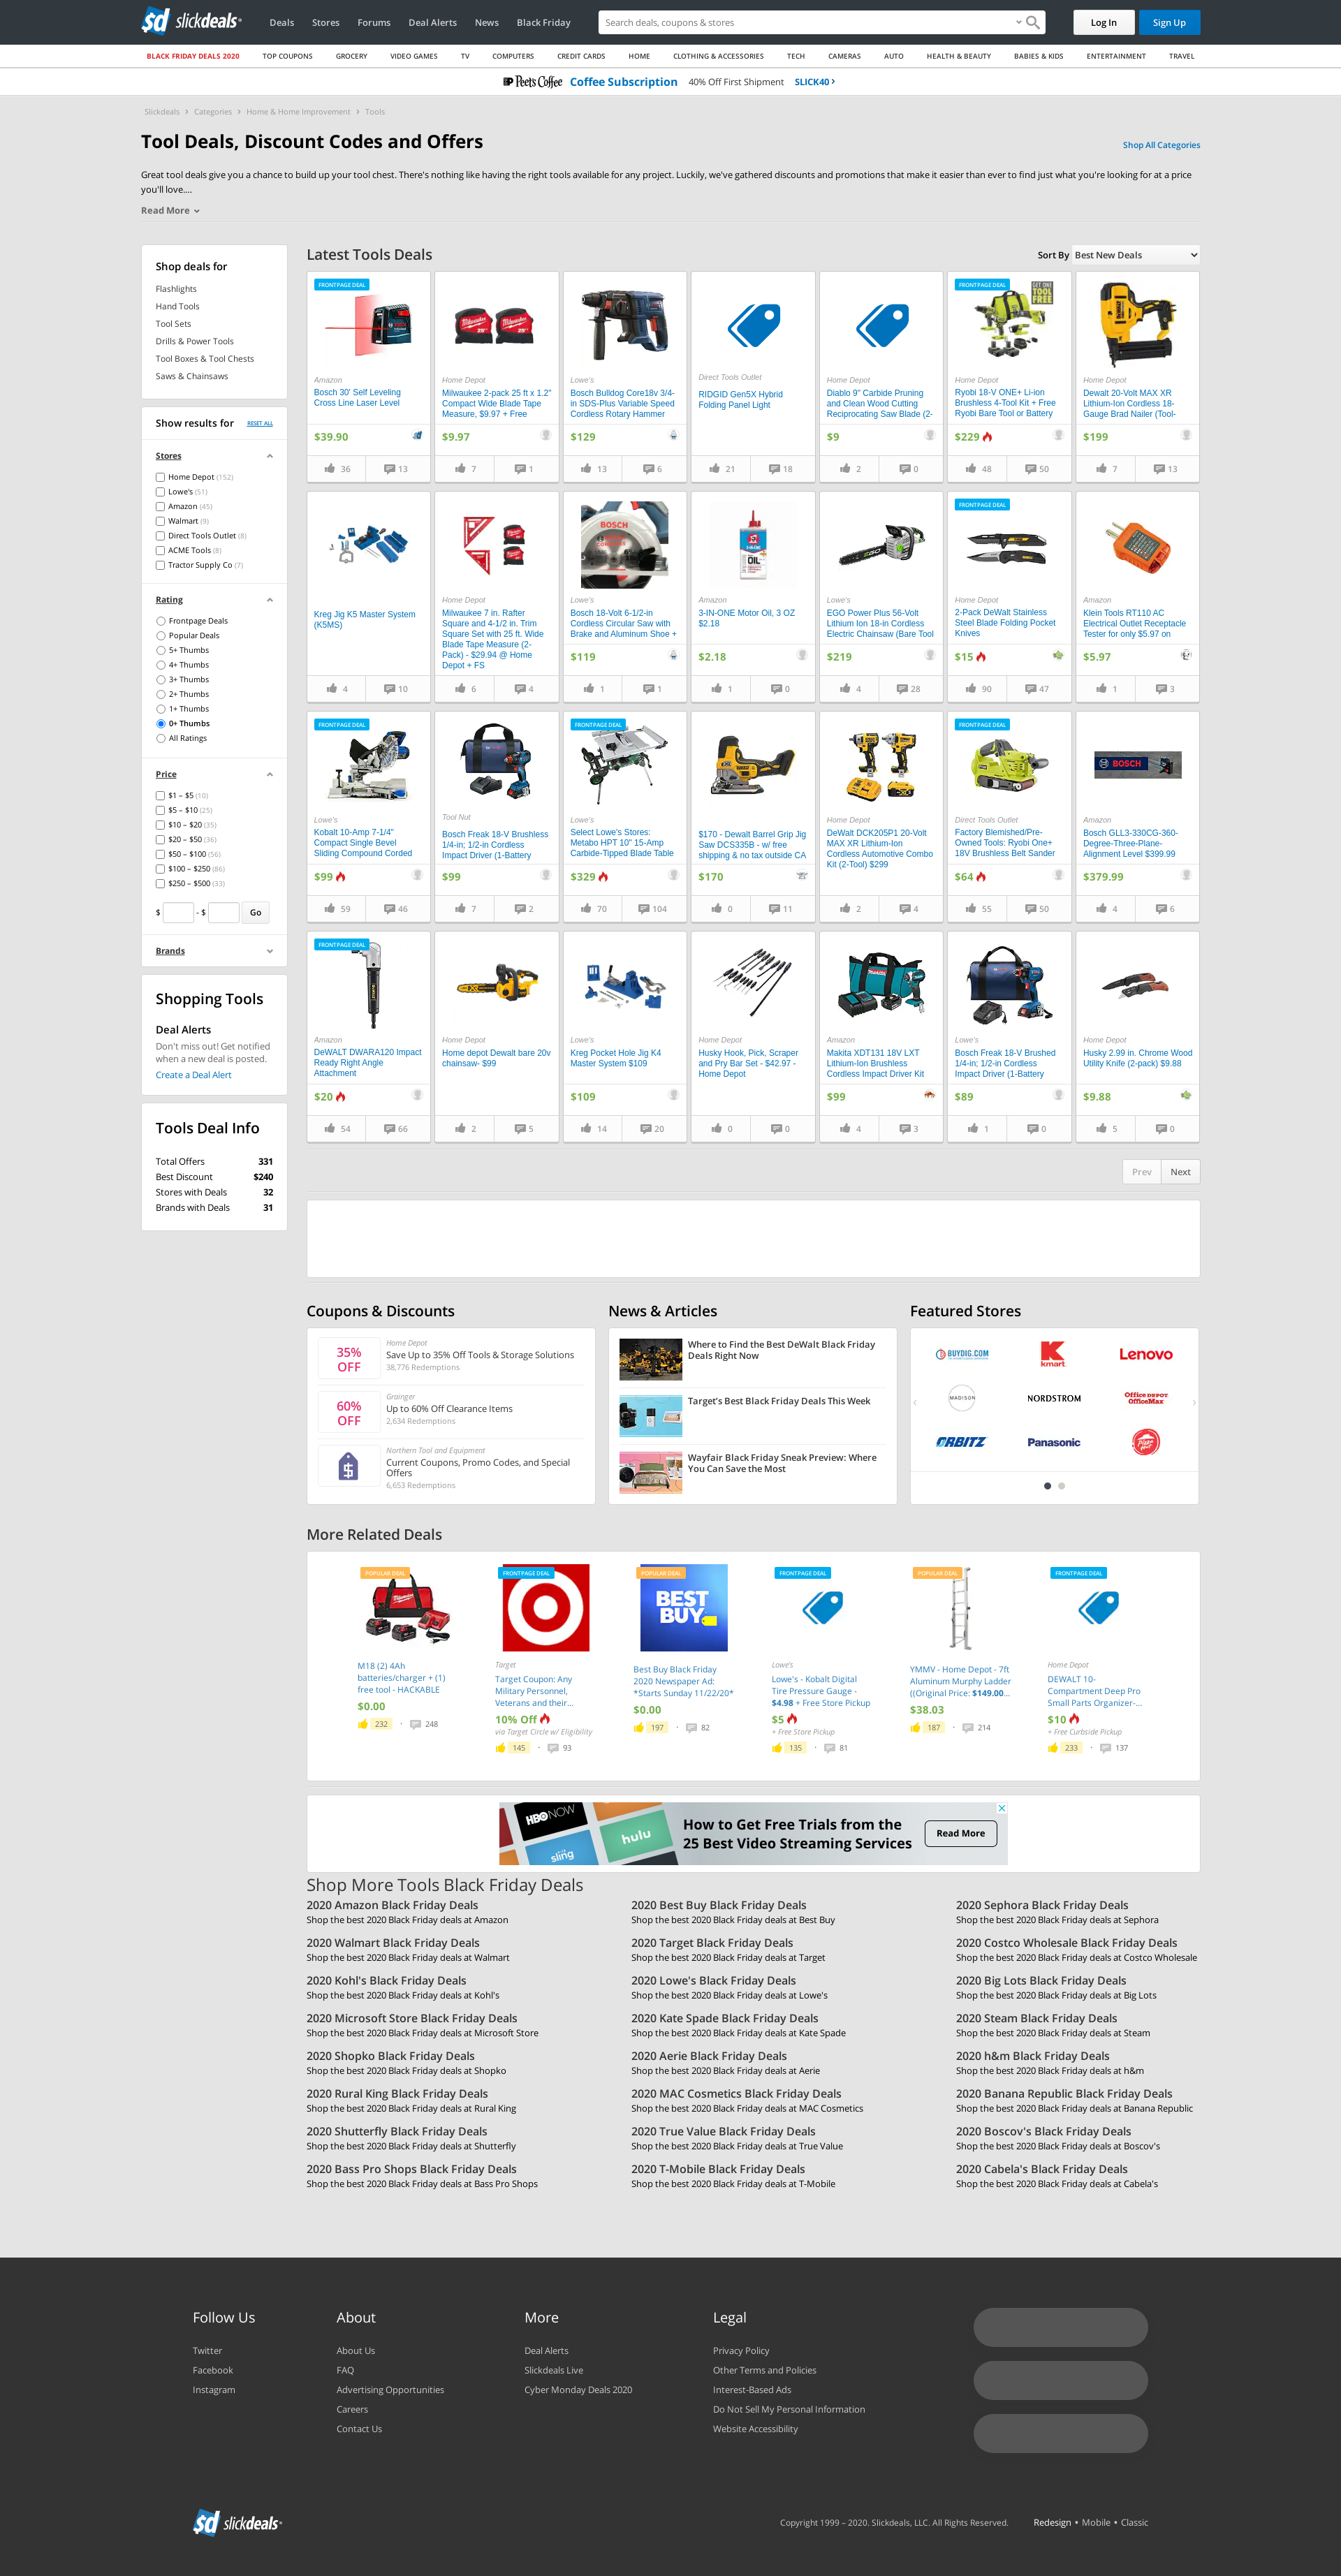 slickdeals
Deals
Stores
Forums
Deal Alerts
News
Black Friday
Search deals, coupons & stores
Log In
Sign Up
BLACK FRIDAY DEALS 2020
TOP COUPONS
GROCERY
VIDEO GAMES
TV
COMPUTERS
CREDIT CARDS
HOME
CLOTHING & ACCESSORIES
TECH
CAMERAS
AUTO
HEALTH & BEAUTY
BABIES & KIDS
ENTERTAINMENT
TRAVEL
Peet's Coffee Coffee Subscription 40% Off First Shipment SLICK40 >
Slickdeals > Categories > Home & Home Improvement > Tools
Tool Deals, Discount Codes and Offers
Shop All Categories
Great tool deals give you a chance to build up your tool chest. There's nothing like having the right tools available for any project. Luckily, we've gathered discounts and promotions that make it easier than ever to find just what you're looking for at a price
you'll love....
Read More
Shop deals for
Flashlights
Hand Tools
Tool Sets
Drills & Power Tools
Tool Boxes & Tool Chests
Saws & Chainsaws
Show results for RESET ALL
Stores
Home Depot (152)
Lowe's (51)
Amazon (45)
Walmart (9)
Direct Tools Outlet (8)
ACME Tools (8)
Tractor Supply Co (7)
Rating
Frontpage Deals
Popular Deals
5+ Thumbs
4+ Thumbs
3+ Thumbs
2+ Thumbs
1+ Thumbs
0+ Thumbs
All Ratings
Price
$1 – $5 (10)
$5 – $10 (25)
$10 – $20 (35)
$20 – $50 (36)
$50 – $100 (56)
$100 – $250 (86)
$250 – $500 (33)
$ - $ Go
Brands
Shopping Tools
Deal Alerts
Don't miss out! Get notified
when a new deal is posted.
Create a Deal Alert
Tools Deal Info
Total Offers 331
Best Discount $240
Stores with Deals 32
Brands with Deals 31
Latest Tools Deals
Sort By Best New Deals
FRONTPAGE DEAL
Amazon
Bosch 30' Self Leveling
Cross Line Laser Level
$39.90
36 13
Home Depot
Milwaukee 2-pack 25 ft x 1.2"
Compact Wide Blade Tape
Measure, $9.97 + Free
$9.97
7 1
Lowe's
Bosch Bulldog Core18v 3/4-
in SDS-Plus Variable Speed
Cordless Rotary Hammer
$129
13 6
Direct Tools Outlet
RIDGID Gen5X Hybrid
Folding Panel Light
21 18
Home Depot
Diablo 9" Carbide Pruning
and Clean Wood Cutting
Reciprocating Saw Blade (2-
$9
2 0
FRONTPAGE DEAL
GET ONE
TOOL
FREE
Home Depot
Ryobi 18-V ONE+ Li-ion
Brushless 4-Tool Kit + Free
Ryobi Bare Tool or Battery
$229
48 50
Home Depot
Dewalt 20-Volt MAX XR
Lithium-Ion Cordless 18-
Gauge Brad Nailer (Tool-
$199
7 13
Kreg Jig K5 Master System
(K5MS)
4 10
Home Depot
Milwaukee 7 in. Rafter
Square and 4-1/2 in. Trim
Square Set with 25 ft. Wide
Blade Tape Measure (2-
Pack) - $29.94 @ Home
Depot + FS
6 4
BOSCH
Lowe's
Bosch 18-Volt 6-1/2-in
Cordless Circular Saw with
Brake and Aluminum Shoe +
$119
1 1
OIL
Amazon
3-IN-ONE Motor Oil, 3 OZ
$2.18
$2.18
1 0
EGO
Lowe's
EGO Power Plus 56-Volt
Lithium Ion 18-in Cordless
Electric Chainsaw (Bare Tool
$219
4 28
FRONTPAGE DEAL
Home Depot
2-Pack DeWalt Stainless
Steel Blade Folding Pocket
Knives
$15
90 47
Amazon
Klein Tools RT110 AC
Electrical Outlet Receptacle
Tester for only $5.97 on
$5.97
1 3
FRONTPAGE DEAL
Lowe's
Kobalt 10-Amp 7-1/4"
Compact Single Bevel
Sliding Compound Corded
$99
59 46
Tool Nut
Bosch Freak 18-V Brushless
1/4-in; 1/2-in Cordless
Impact Driver (1-Battery
$99
7 2
FRONTPAGE DEAL
Lowe's
Select Lowe's Stores:
Metabo HPT 10" 15-Amp
Carbide-Tipped Blade Table
$329
70 104
$170 - Dewalt Barrel Grip Jig
Saw DCS335B - w/ free
shipping & no tax outside CA
$170
0 11
Home Depot
DeWalt DCK205P1 20-Volt
MAX XR Lithium-Ion
Cordless Automotive Combo
Kit (2-Tool) $299
2 4
FRONTPAGE DEAL
Direct Tools Outlet
Factory Blemished/Pre-
Owned Tools: Ryobi One+
18V Brushless Belt Sander
$64
55 50
BOSCH
Amazon
Bosch GLL3-330CG-360-
Degree-Three-Plane-
Alignment Level $399.99
$379.99
4 6
FRONTPAGE DEAL
Amazon
DeWALT DWARA120 Impact
Ready Right Angle
Attachment
$20
54 66
Home Depot
Home depot Dewalt bare 20v
chainsaw- $99
2 5
Lowe's
Kreg Pocket Hole Jig K4
Master System $109
$109
14 20
Home Depot
Husky Hook, Pick, Scraper
and Pry Bar Set - $42.97 -
Home Depot
0 0
Amazon
Makita XDT131 18V LXT
Lithium-Ion Brushless
Cordless Impact Driver Kit
$99
4 3
Lowe's
Bosch Freak 18-V Brushed
1/4-in; 1/2-in Cordless
Impact Driver (1-Battery
$89
1 0
Home Depot
Husky 2.99 in. Chrome Wood
Utility Knife (2-pack) $9.88
$9.88
5 0
Prev Next
Coupons & Discounts
35%
OFF
Home Depot
Save Up to 35% Off Tools & Storage Solutions
38,776 Redemptions
60%
OFF
Grainger
Up to 60% Off Clearance Items
2,634 Redemptions
Northern Tool and Equipment
Current Coupons, Promo Codes, and Special
Offers
6,653 Redemptions
News & Articles
Where to Find the Best DeWalt Black Friday
Deals Right Now
Target's Best Black Friday Deals This Week
Wayfair Black Friday Sneak Preview: Where
You Can Save the Most
Featured Stores
BUYDIG.COM
kmart
Lenovo
MADISON
NORDSTROM
Office DEPOT
OfficeMax
ORBITZ
Panasonic
Pizza Hut
More Related Deals
POPULAR DEAL
M18 (2) 4Ah
batteries/charger + (1)
free tool - HACKABLE
$0.00
232 · 248
FRONTPAGE DEAL
Target
Target Coupon: Any
Military Personnel,
Veterans and their...
10% Off
via Target Circle w/ Eligibility
145 · 93
POPULAR DEAL
BEST
BUY
Best Buy Black Friday
2020 Newspaper Ad:
*Starts Sunday 11/22/20*
$0.00
197 · 82
FRONTPAGE DEAL
Lowe's
Lowe's - Kobalt Digital
Tire Pressure Gauge -
$4.98 + Free Store Pickup
$5
+ Free Store Pickup
135 · 81
POPULAR DEAL
YMMV - Home Depot - 7ft
Aluminum Murphy Ladder
((Original Price: $149.00...
$38.03
187 · 214
FRONTPAGE DEAL
Home Depot
DEWALT 10-
Compartment Deep Pro
Small Parts Organizer-...
$10
+ Free Curbside Pickup
233 · 137
HBO NOW
hulu
sling
How to Get Free Trials from the
25 Best Video Streaming Services
Read More
Shop More Tools Black Friday Deals
2020 Amazon Black Friday Deals
Shop the best 2020 Black Friday deals at Amazon
2020 Best Buy Black Friday Deals
Shop the best 2020 Black Friday deals at Best Buy
2020 Sephora Black Friday Deals
Shop the best 2020 Black Friday deals at Sephora
2020 Walmart Black Friday Deals
Shop the best 2020 Black Friday deals at Walmart
2020 Target Black Friday Deals
Shop the best 2020 Black Friday deals at Target
2020 Costco Wholesale Black Friday Deals
Shop the best 2020 Black Friday deals at Costco Wholesale
2020 Kohl's Black Friday Deals
Shop the best 2020 Black Friday deals at Kohl's
2020 Lowe's Black Friday Deals
Shop the best 2020 Black Friday deals at Lowe's
2020 Big Lots Black Friday Deals
Shop the best 2020 Black Friday deals at Big Lots
2020 Microsoft Store Black Friday Deals
Shop the best 2020 Black Friday deals at Microsoft Store
2020 Kate Spade Black Friday Deals
Shop the best 2020 Black Friday deals at Kate Spade
2020 Steam Black Friday Deals
Shop the best 2020 Black Friday deals at Steam
2020 Shopko Black Friday Deals
Shop the best 2020 Black Friday deals at Shopko
2020 Aerie Black Friday Deals
Shop the best 2020 Black Friday deals at Aerie
2020 h&m Black Friday Deals
Shop the best 2020 Black Friday deals at h&m
2020 Rural King Black Friday Deals
Shop the best 2020 Black Friday deals at Rural King
2020 MAC Cosmetics Black Friday Deals
Shop the best 2020 Black Friday deals at MAC Cosmetics
2020 Banana Republic Black Friday Deals
Shop the best 2020 Black Friday deals at Banana Republic
2020 Shutterfly Black Friday Deals
Shop the best 2020 Black Friday deals at Shutterfly
2020 True Value Black Friday Deals
Shop the best 2020 Black Friday deals at True Value
2020 Boscov's Black Friday Deals
Shop the best 2020 Black Friday deals at Boscov's
2020 Bass Pro Shops Black Friday Deals
Shop the best 2020 Black Friday deals at Bass Pro Shops
2020 T-Mobile Black Friday Deals
Shop the best 2020 Black Friday deals at T-Mobile
2020 Cabela's Black Friday Deals
Shop the best 2020 Black Friday deals at Cabela's
Follow Us
Twitter
Facebook
Instagram
About
About Us
FAQ
Advertising Opportunities
Careers
Contact Us
More
Deal Alerts
Slickdeals Live
Cyber Monday Deals 2020
Legal
Privacy Policy
Other Terms and Policies
Interest-Based Ads
Do Not Sell My Personal Information
Website Accessibility
slickdeals
Copyright 1999 – 2020. Slickdeals, LLC. All Rights Reserved.
Redesign • Mobile • Classic